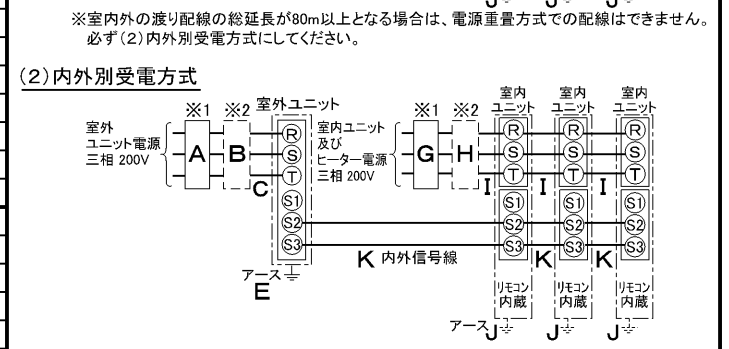 ※室内外の渡り配線の総延長が80m以上となる場合は、電源重畳方式での配線はできません。
必ず(2)内外別受電方式にしてください。
(2)内外別受電方式
室外
ユニット電源
三相 200V
※1
※2
室外ユニット
A
B
C
R
S
T
S1
S2
S3
アース
E
室内ユニット
及び
ヒーター電源
三相 200V
※1
※2
G
H
室内
ユニット
室内
ユニット
室内
ユニット
R
R
R
S
S
S
T
T
T
I
I
I
S1
S1
S1
S2
S2
S2
S3
S3
S3
K 内外信号線
K
K
リモコン
内蔵
リモコン
内蔵
リモコン
内蔵
アース
J
J
J